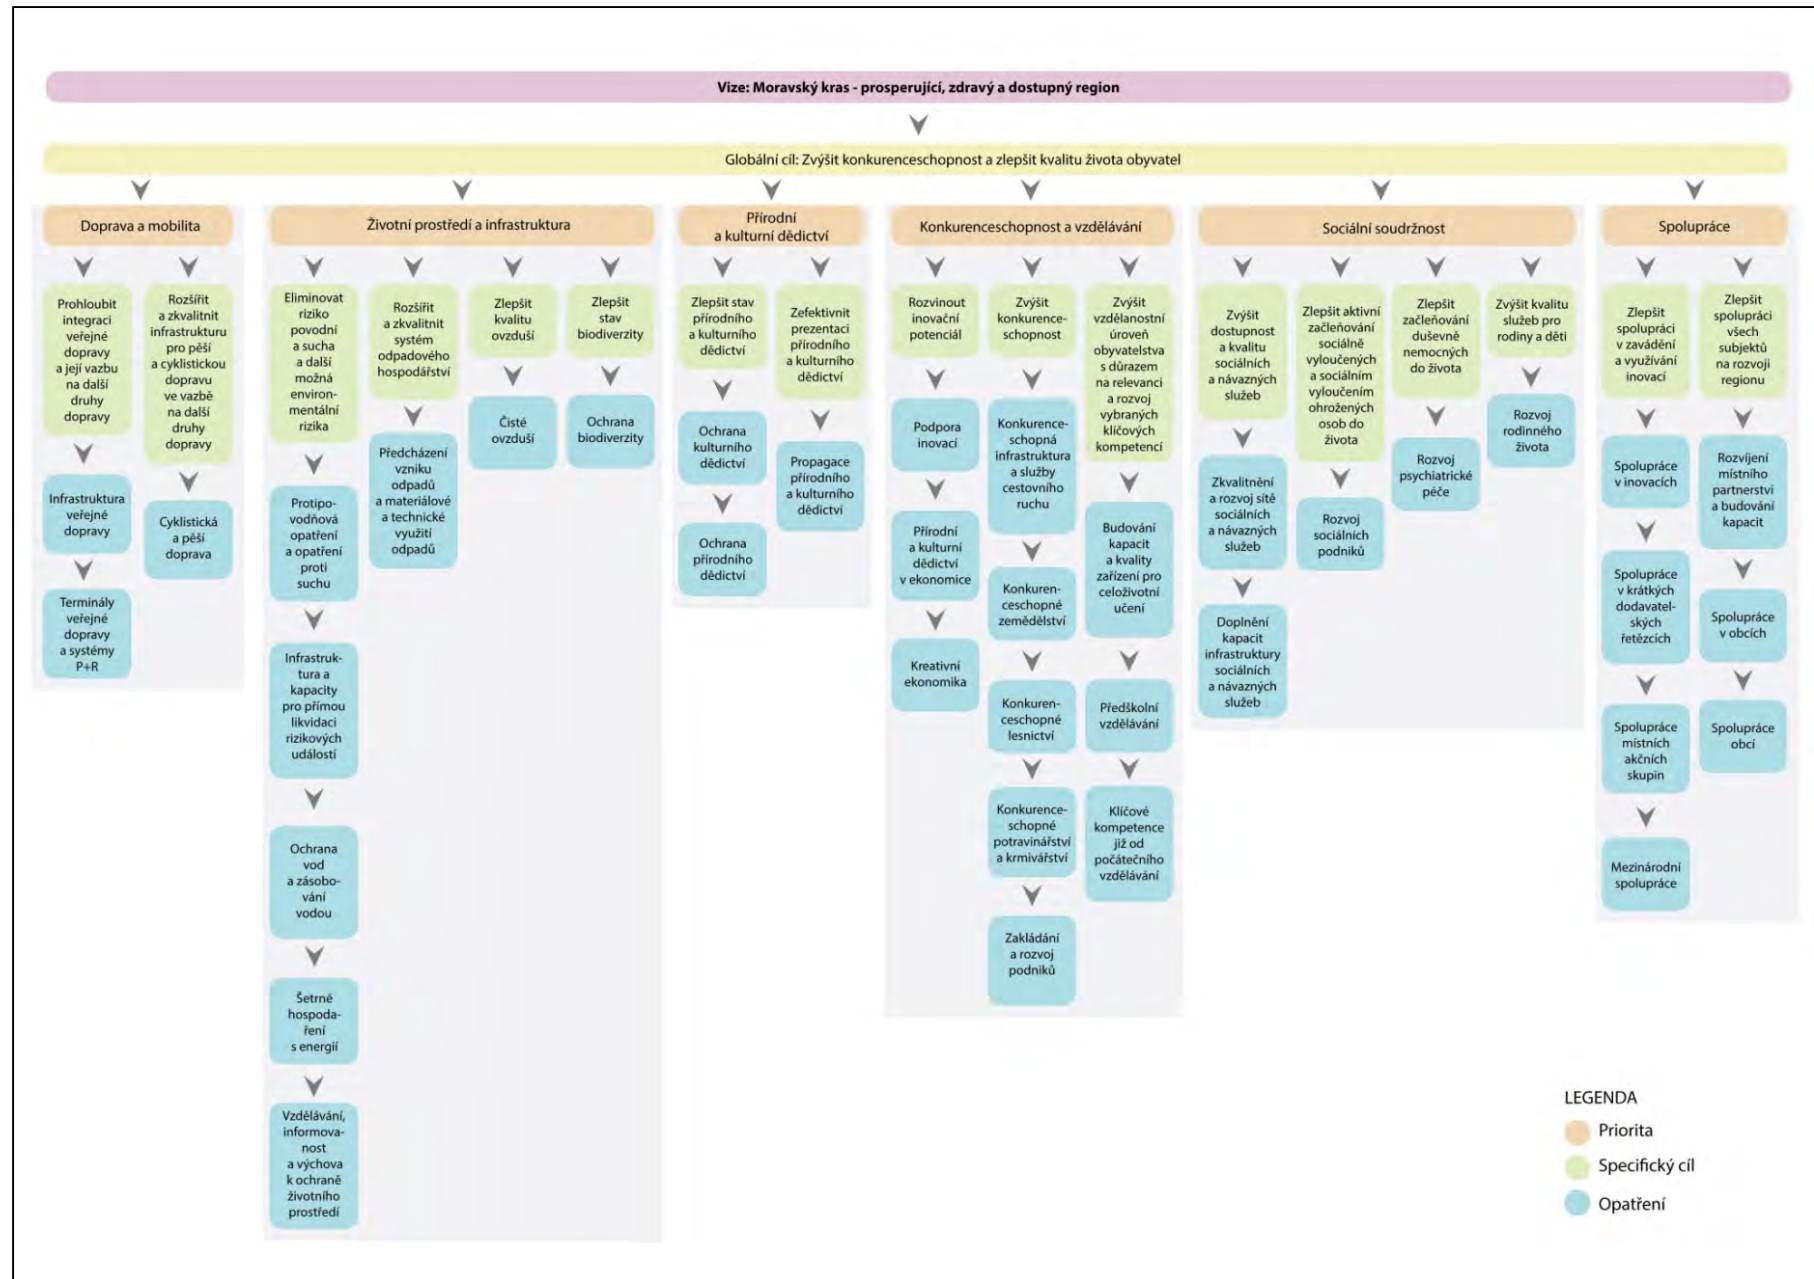 Vize: Moravský kras - prosperující, zdravý a dostupný region
Globální cíl: Zvýšit konkurenceschopnost a zlepšit kvalitu života obyvatel
Doprava a mobilita
Prohloubit
integraci
veřejné
dopravy
a její vazbu
na další
druhy
dopravy
Infrastruktura
veřejné
dopravy
Terminály
veřejné
dopravy
a systémy
P+R
Rozšířit
a zkvalitnit
infrastrukturu
pro pěší
a cyklistickou
dopravu
ve vazbě
na další
druhy
dopravy
Cyklistická
a pěší
doprava
Životní prostředí a infrastruktura
Eliminovat
riziko
povodní
a sucha
a další
možná
environ-
mentální
rizika
Protipo-
vodňová
opatření
a opatření
proti
suchu
Infrastruk-
tura a
kapacity
pro přímou
likvidaci
rizikových
událostí
Ochrana
vod
a zásobo-
vání
vodou
Šetrné
hospoda-
ření
s energií
Vzdělávání,
informova-
nost
a výchova
k ochraně
životního
prostředí
Rozšířit
a zkvalitnit
systém
odpadového
hospodářství
Předcházení
vzniku
odpadů
a materiálové
a technické
využití
odpadů
Zlepšit
kvalitu
ovzduší
Čisté
ovzduší
Zlepšit
stav
biodiverzity
Ochrana
biodiverzity
Přírodní
a kulturní dědictví
Zlepšit stav
přírodního
a kulturního
dědictví
Ochrana
kulturního
dědictví
Ochrana
přírodního
dědictví
Zefektivnit
prezentaci
přírodního
a kulturního
dědictví
Propagace
přírodního
a kulturního
dědictví
Konkurenceschopnost a vzdělávání
Rozvinout
inovační
potenciál
Podpora
inovací
Přírodní
a kulturní
dědictví
v ekonomice
Kreativní
ekonomika
Zvýšit
konkurence-
schopnost
Konkurence-
schopná
infrastruktura
a služby
cestovního
ruchu
Konkuren-
ceschopné
zemědělství
Konkuren-
ceschopné
lesnictví
Konkurence-
schopné
potravinářství
a krmivářství
Zakládání
a rozvoj
podniků
Zvýšit
vzdělanostní
úroveň
obyvatelstva
s důrazem
na relevanci
a rozvoj
vybraných
klíčových
kompetencí
Budování
kapacit
a kvality
zařízení pro
celoživotní
učení
Předškolní
vzdělávání
Klíčové
kompetence
již od
počátečního
vzdělávání
Sociální soudržnost
Zvýšit
dostupnost
a kvalitu
sociálních
a návazných
služeb
Zkvalitnění
a rozvoj sítě
sociálních
a návazných
služeb
Doplnění
kapacit
infrastruktury
sociálních
a návazných
služeb
Zlepšit aktivní
začleňování
sociálně
vyloučených
a sociálním
vyloučením
ohrožených
osob do
života
Rozvoj
sociálních
podniků
Zlepšit
začleňování
duševně
nemocných
do života
Rozvoj
psychiatrické
péče
Zvýšit kvalitu
služeb pro
rodiny a děti
Rozvoj
rodinného
života
Spolupráce
Zlepšit
spolupráci
v zavádění
a využívání
inovací
Spolupráce
v inovacích
Spolupráce
v krátkých
dodavatel-
ských
řetězcích
Spolupráce
místních
akčních
skupin
Mezinárodní
spolupráce
Zlepšit
spolupráci
všech
subjektů
na rozvoji
regionu
Rozvíjení
místního
partnerství
a budování
kapacit
Spolupráce
v obcích
Spolupráce
obcí
LEGENDA
Priorita
Specifický cíl
Opatření